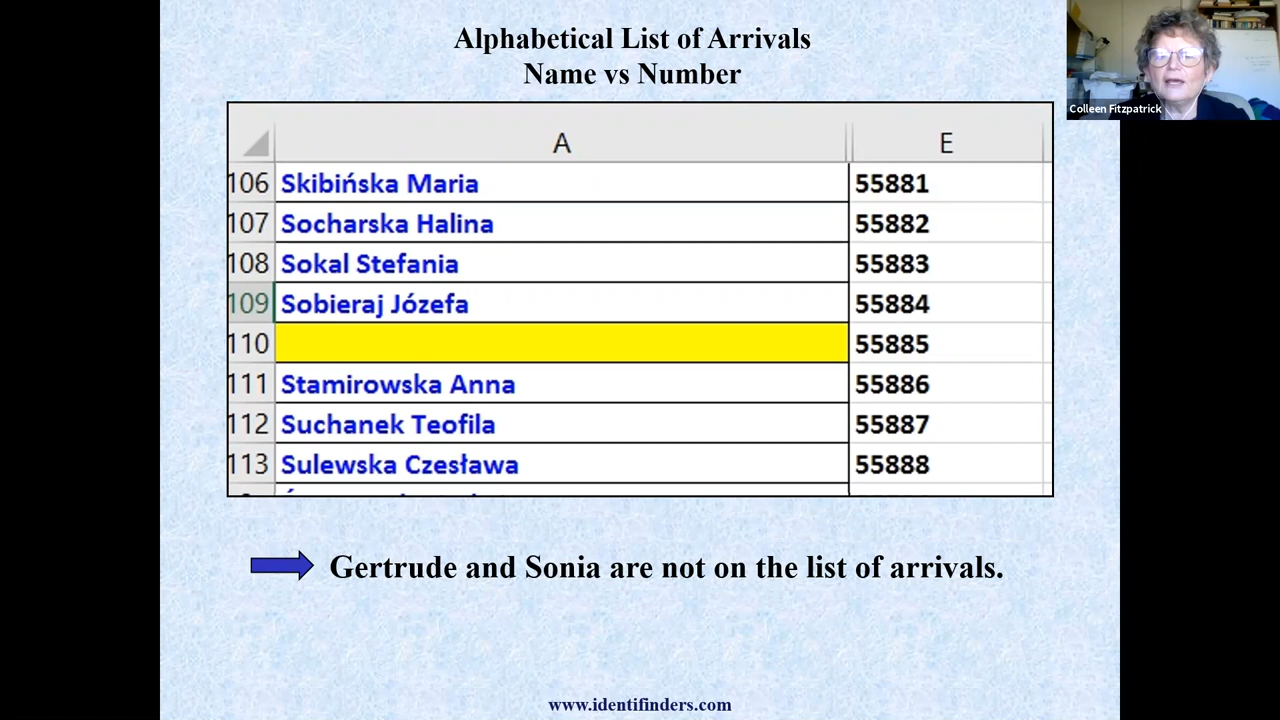 Alphabetical List of Arrivals
Name vs Number
Colleen Fitzpatrick
A E
106 Skibińska Maria 55881
107 Socharska Halina 55882
108 Sokal Stefania 55883
109 Sobieraj Józefa 55884
110 55885
111 Stamirowska Anna 55886
112 Suchanek Teofila 55887
113 Sulewska Czesława 55888
Gertrude and Sonia are not on the list of arrivals.
www.identifinders.com